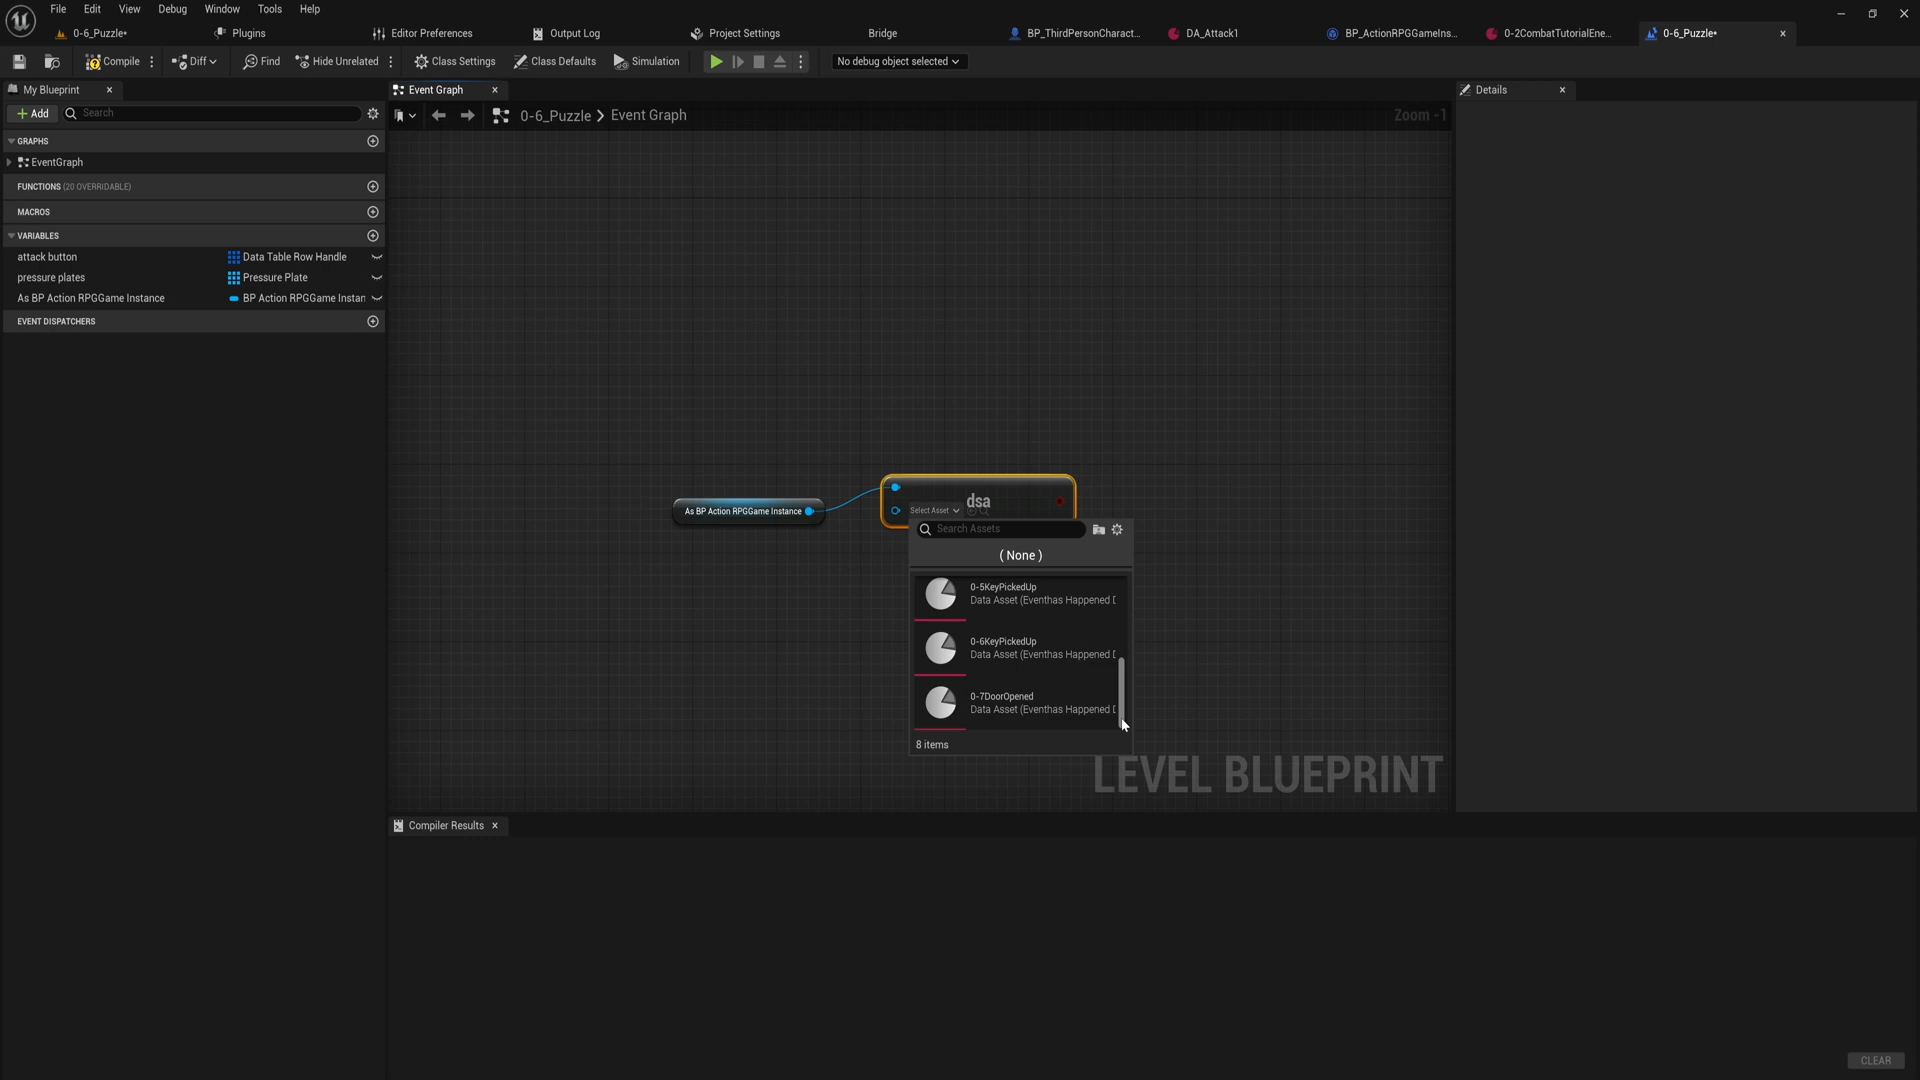 File Edit View Debug Window Tools Help
0-6_Puzzle* Plugins Editor Preferences Output Log Project Settings Bridge BP_ThirdPersonCharact... DA_Attack1 BP_ActionRPGGameIns... 0-2CombatTutorialEne... 0-6_Puzzle*
Compile Diff Find Hide Unrelated Class Settings Class Defaults Simulation No debug object selected
My Blueprint Event Graph Details
Add Search 0-6_Puzzle > Event Graph Zoom -1
GRAPHS
EventGraph
FUNCTIONS (20 OVERRIDABLE)
MACROS
VARIABLES
attack button Data Table Row Handle
pressure plates Pressure Plate
As BP Action RPGGame Instance BP Action RPGGame Instan
EVENT DISPATCHERS
dsa
As BP Action RPGGame Instance Select Asset
Search Assets
( None )
0-5KeyPickedUp
Data Asset (Eventhas Happened D
0-6KeyPickedUp
Data Asset (Eventhas Happened D
0-7DoorOpened
Data Asset (Eventhas Happened D
8 items
LEVEL BLUEPRINT
Compiler Results
CLEAR